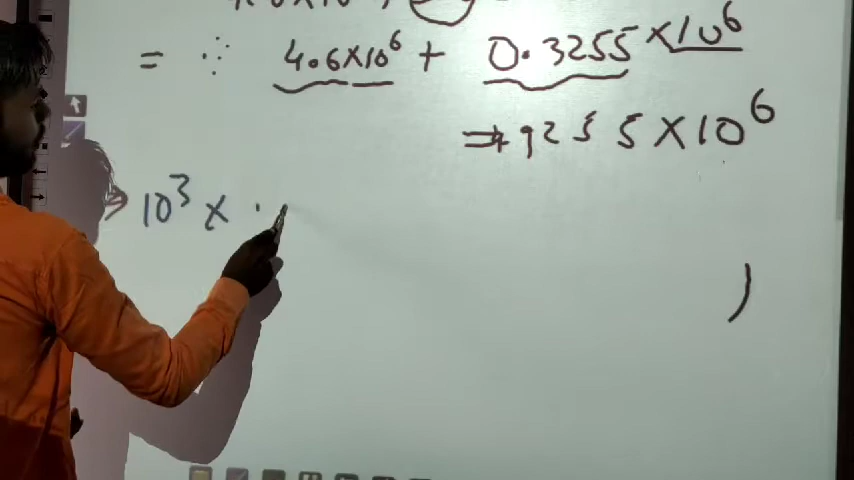 = ∴ 4.6×10⁶ + 0.3255 ×10⁶
⇒4.9255×10⁶
10³ × ·
)